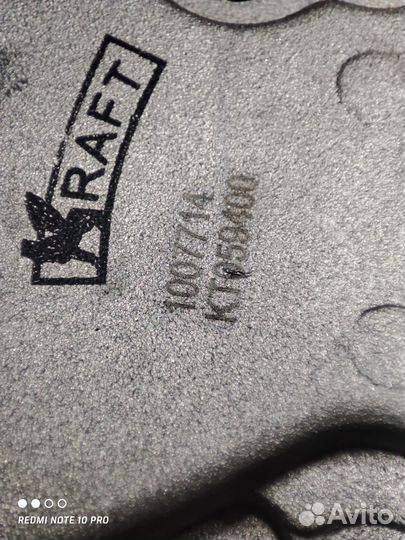 KRAFT
1007714
KT059400
REDMI NOTE 10 PRO
Avito